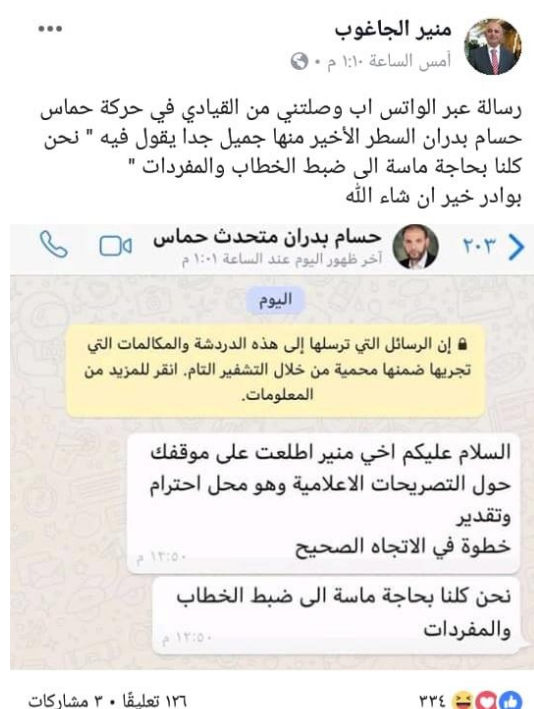 منير الجاغوب
أمس الساعة ١:١٠ م
رسالة عبر الواتس اب وصلتني من القيادي في حركة حماس
حسام بدران السطر الأخير منها جميل جدا يقول فيه " نحن
كلنا بحاجة ماسة الى ضبط الخطاب والمفردات "
بوادر خير ان شاء الله
٢٠٣ حسام بدران متحدث حماس
آخر ظهور اليوم عند الساعة ١:٠١ م
اليوم
إن الرسائل التي ترسلها إلى هذه الدردشة والمكالمات التي
تجريها ضمنها محمية من خلال التشفير التام. انقر للمزيد من
المعلومات.
السلام عليكم اخي منير اطلعت على موقفك
حول التصريحات الاعلامية وهو محل احترام
وتقدير
خطوة في الاتجاه الصحيح
١٢:٥٠ م
نحن كلنا بحاجة ماسة الى ضبط الخطاب
والمفردات
١٢:٥٠ م
٣٣٤
١٢٦ تعليقًا • ٣ مشاركات